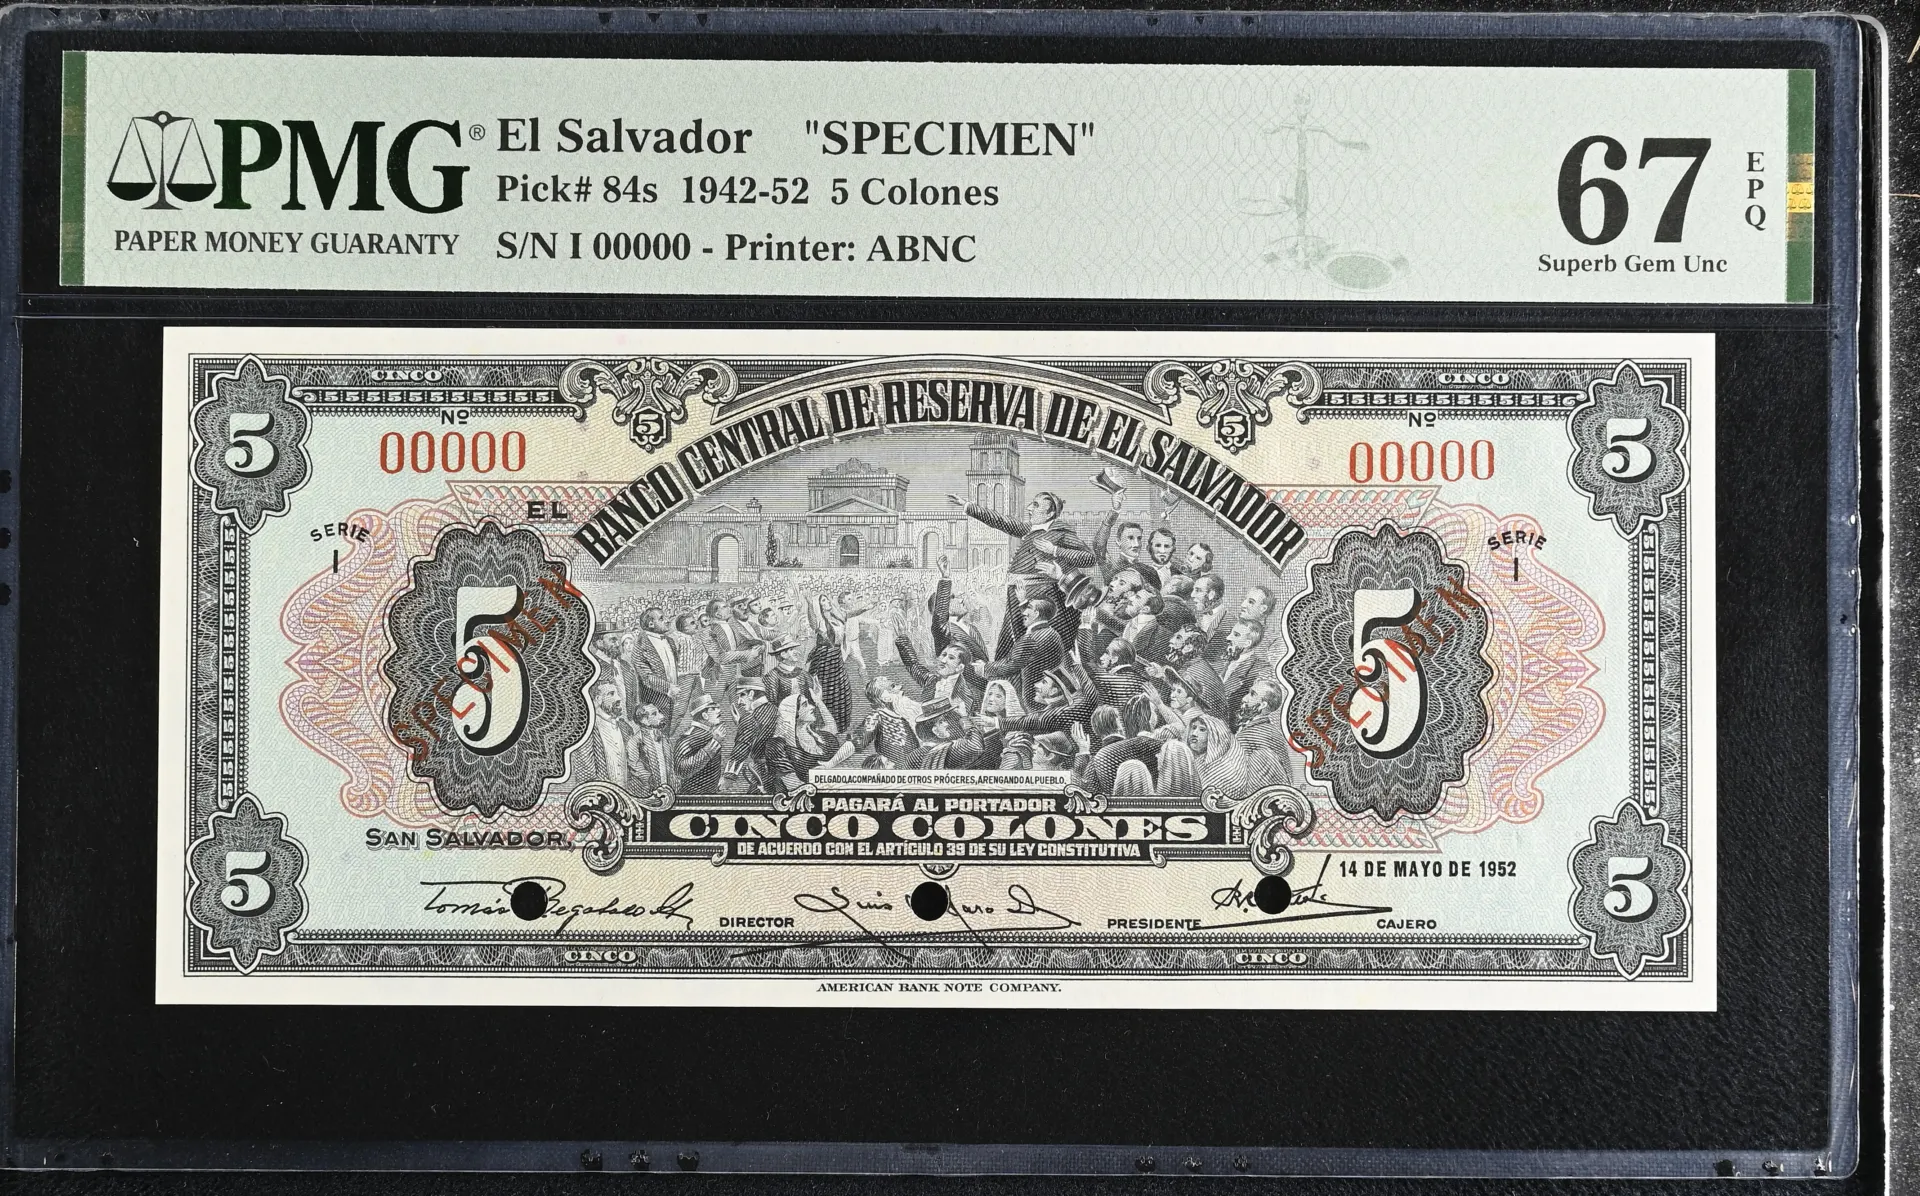 PMG® El Salvador "SPECIMEN"
Pick# 84s 1942-52 5 Colones
PAPER MONEY GUARANTY S/N I 00000 - Printer: ABNC
67
EPQ
Superb Gem Unc
CINCO CINCO
5 5 5 5
Nº Nº
00000 00000
EL BANCO CENTRAL DE RESERVA DE EL SALVADOR
SERIE SERIE
I I
5 5
SPECIMEN SPECIMEN
DELGADO, ACOMPAÑADO DE OTROS PRÓCERES, ARENGANDO AL PUEBLO.
PAGARÁ AL PORTADOR
CINCO COLONES
DE ACUERDO CON EL ARTÍCULO 39 DE SU LEY CONSTITUTIVA
SAN SALVADOR, 14 DE MAYO DE 1952
5 5
DIRECTOR PRESIDENTE CAJERO
CINCO CINCO
AMERICAN BANK NOTE COMPANY.